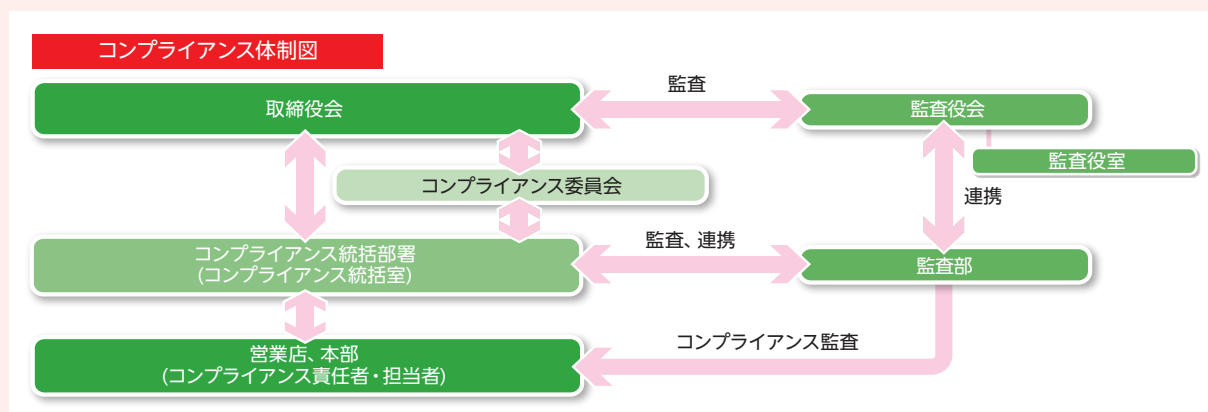 コンプライアンス体制図
取締役会
監査
監査役会
監査役室
コンプライアンス委員会
連携
コンプライアンス統括部署
(コンプライアンス統括室)
監査、連携
監査部
営業店、本部
(コンプライアンス責任者・担当者)
コンプライアンス監査